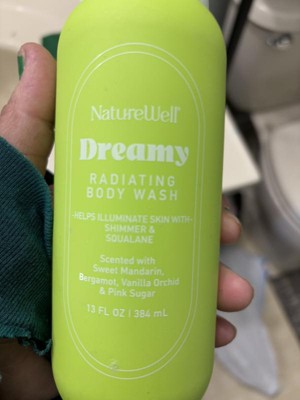 NatureWell
Dreamy
RADIATING
BODY WASH
-HELPS ILLUMINATE SKIN WITH-
SHIMMER &
SQUALANE
Scented with
Sweet Mandarin,
Bergamot, Vanilla Orchid
& Pink Sugar
13 FL OZ | 384 mL